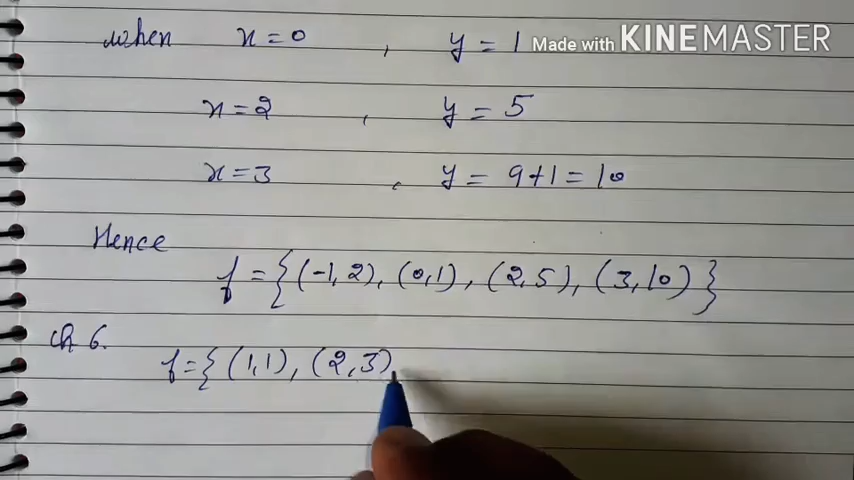 when x=0 , y = 1 Made with KINEMASTER
x=2 , y = 5
x=3 , y = 9+1=10
Hence
f = {(-1,2), (0,1), (2,5), (3,10)}
6.
f={(1,1), (2,3)